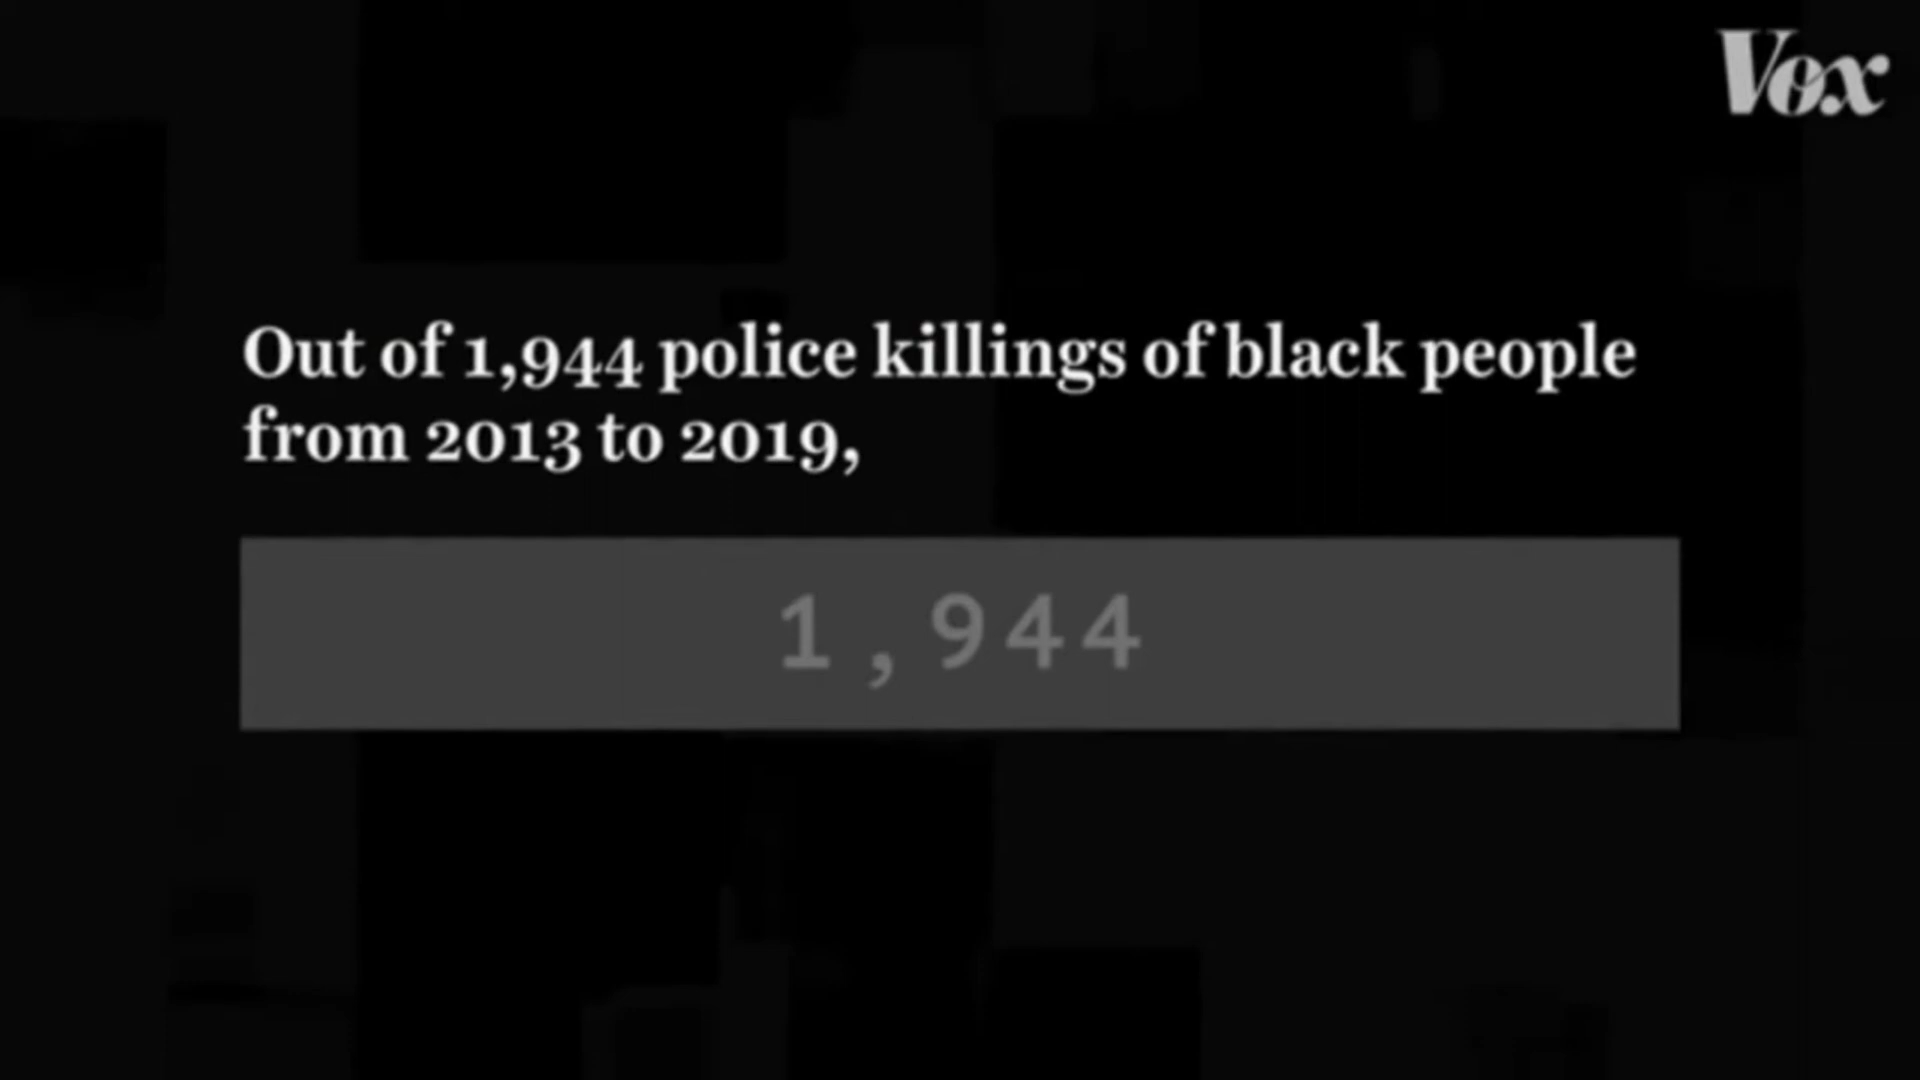 Vox
Out of 1,944 police killings of black people
from 2013 to 2019,
1,944